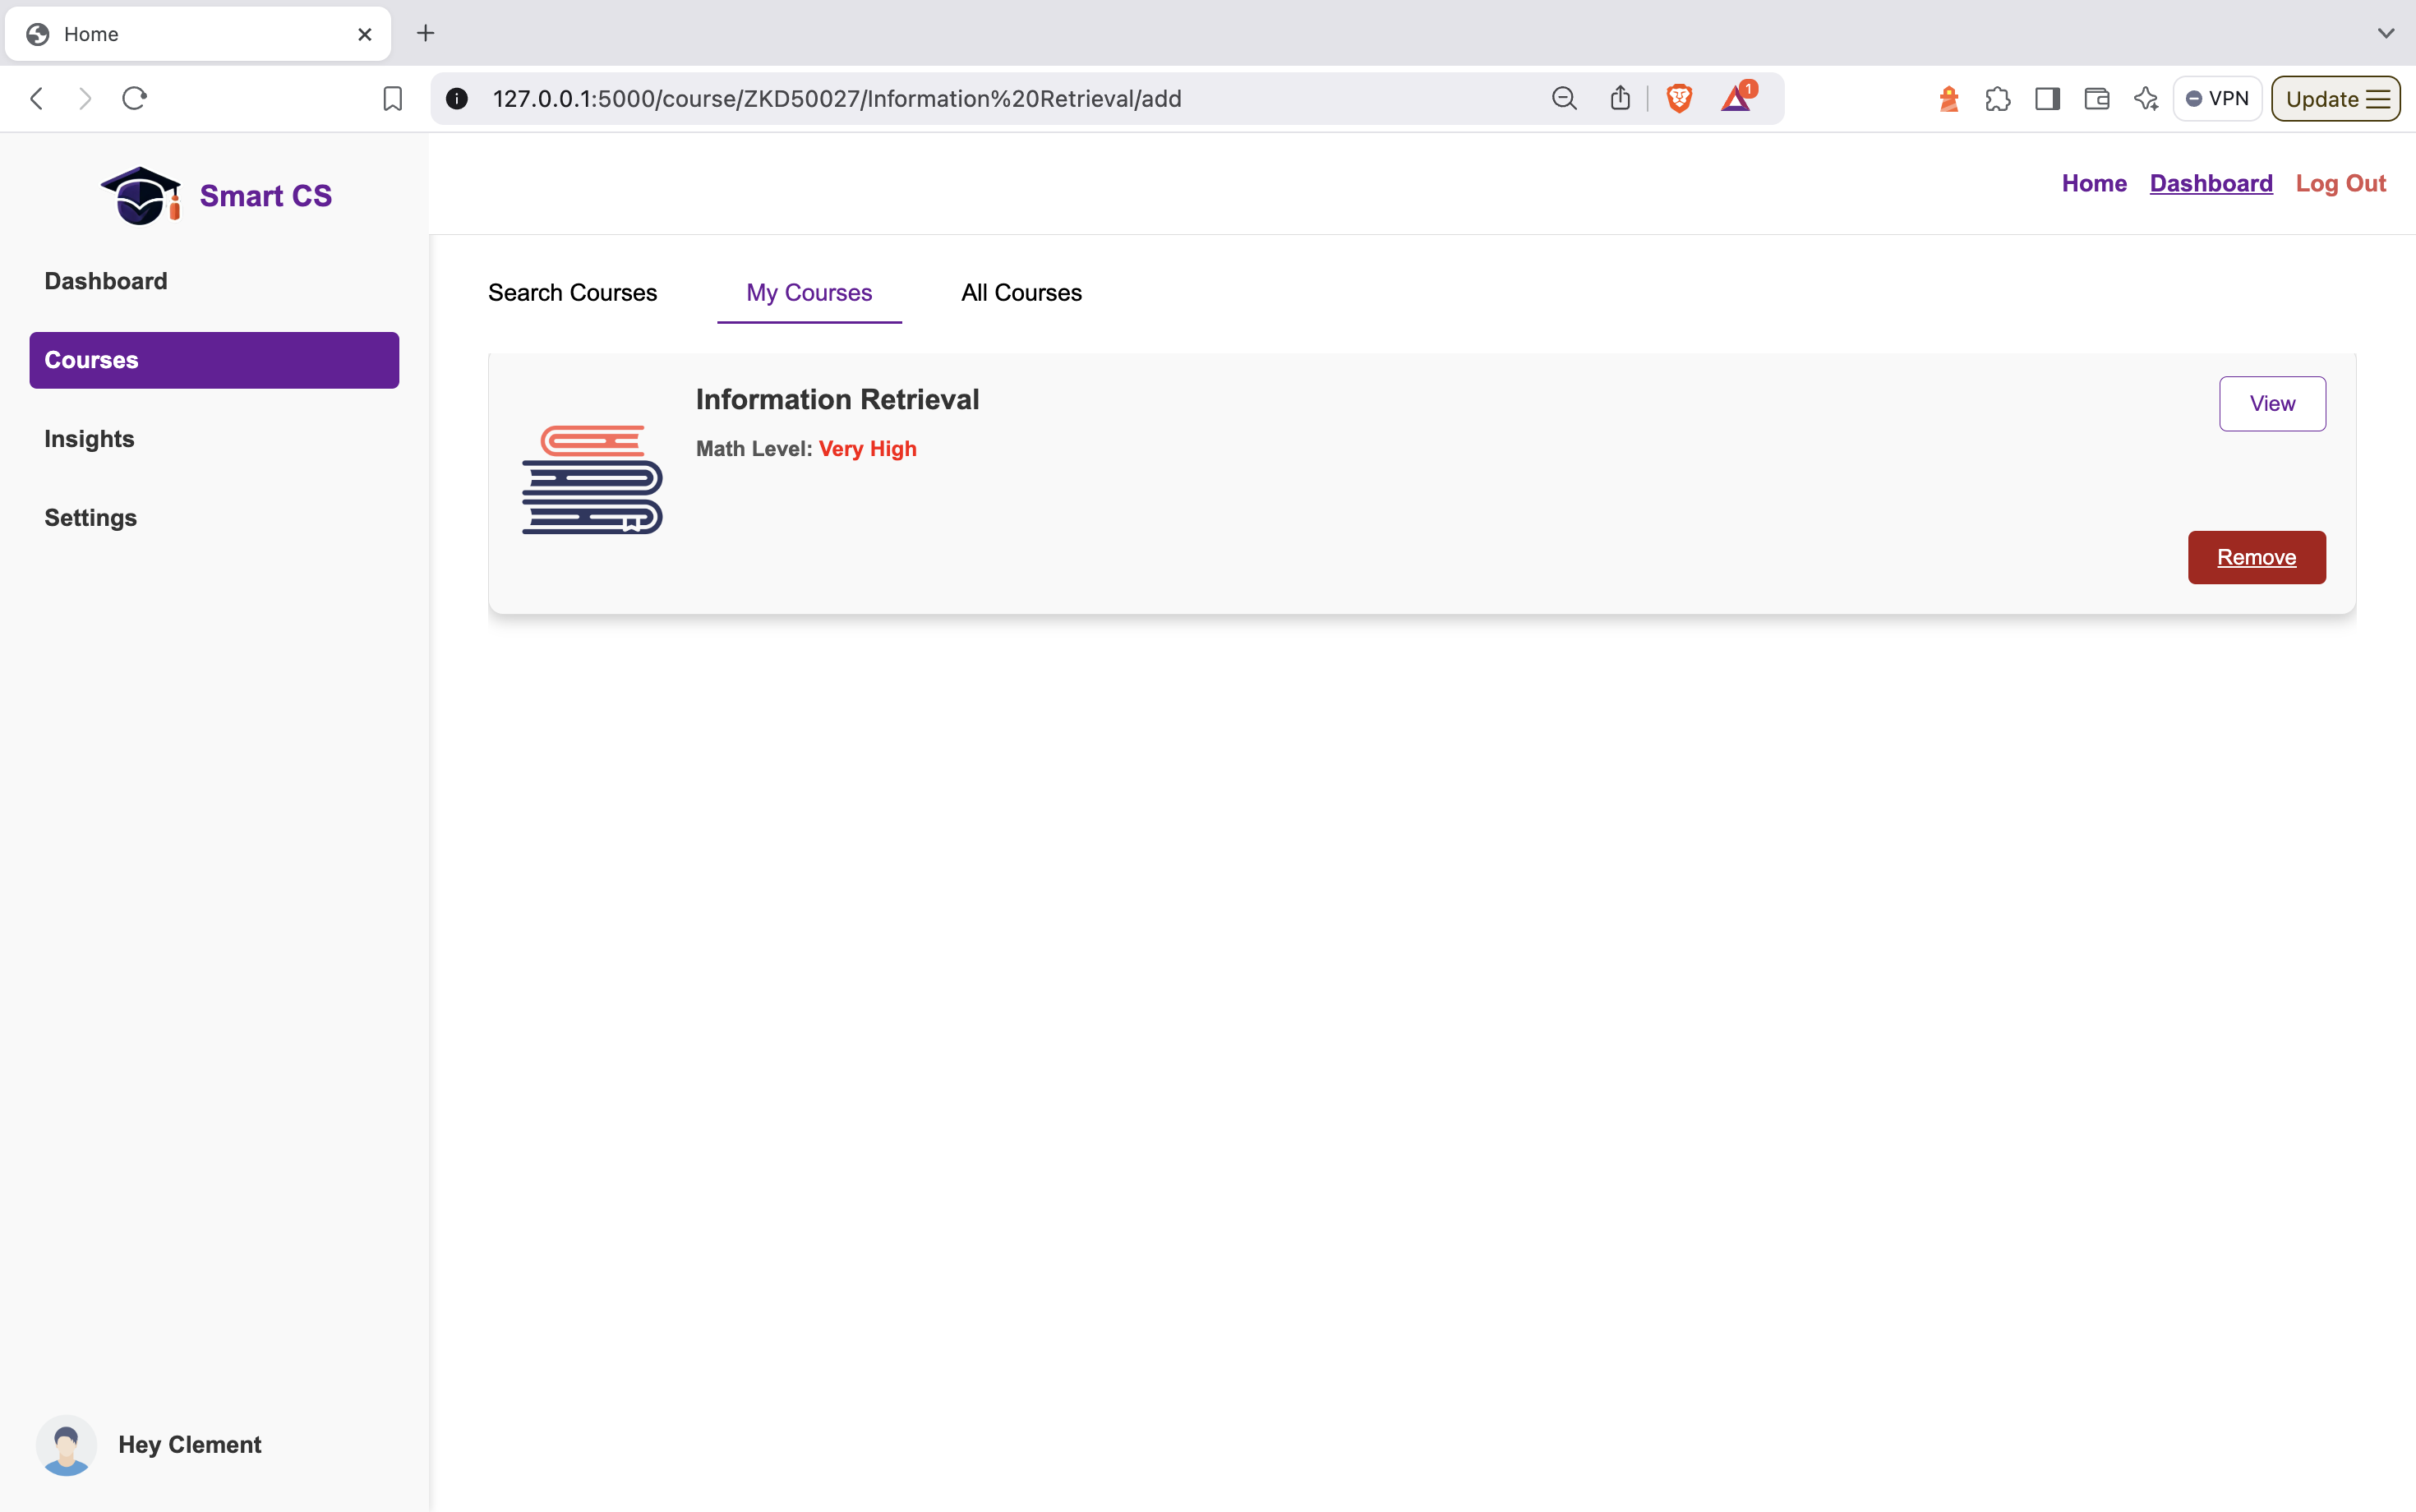 Home
127.0.0.1:5000/course/ZKD50027/Information%20Retrieval/add
1
VPN
Update
Smart CS
Home Dashboard Log Out
Dashboard
Courses
Insights
Settings
Search Courses My Courses All Courses
Information Retrieval
View
Math Level: Very High
Remove
Hey Clement